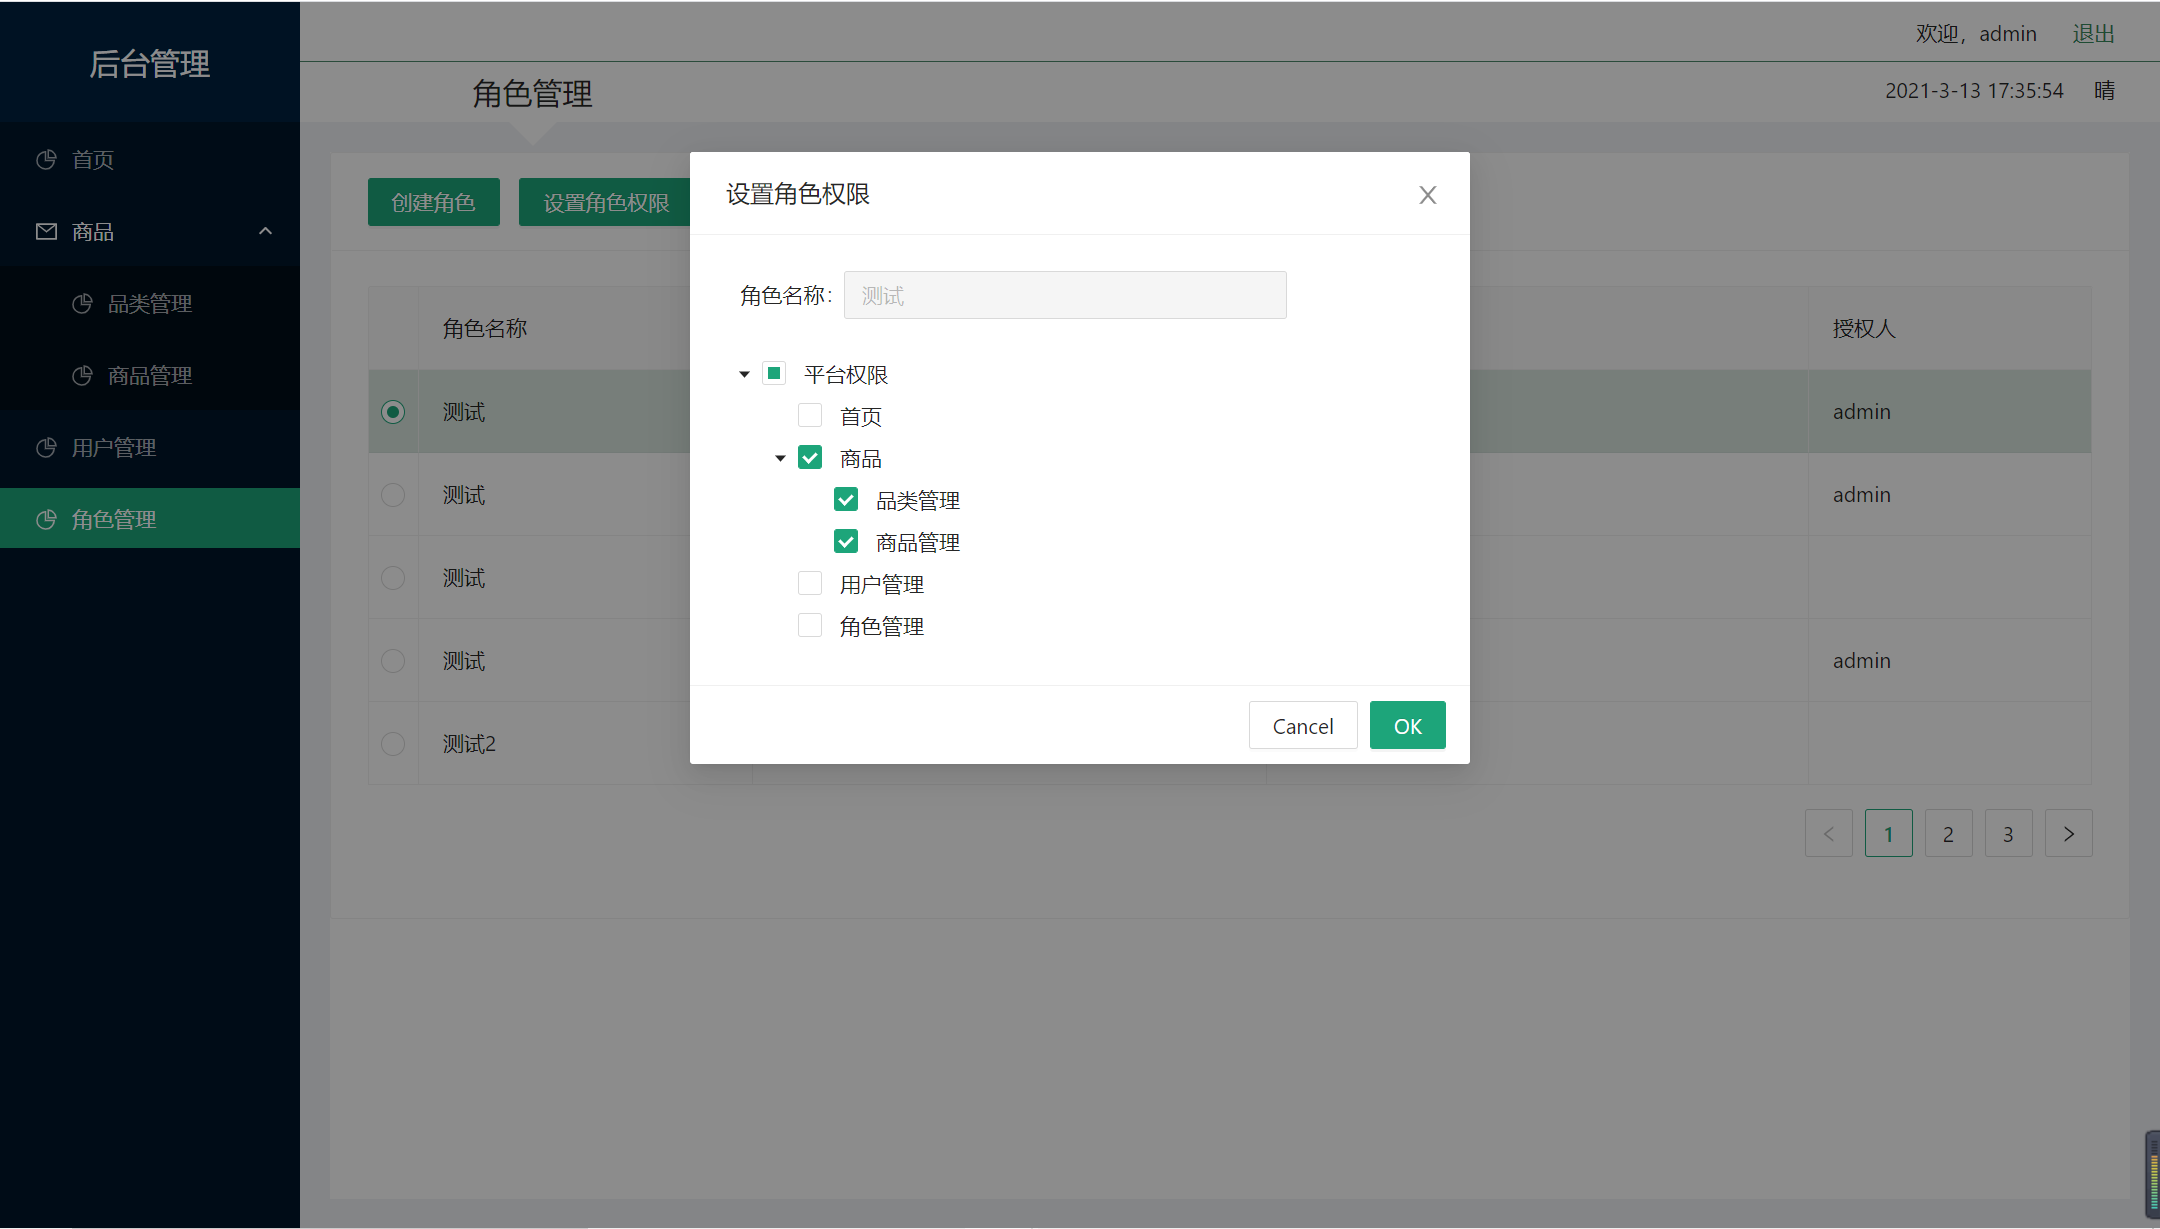 后台管理
首页
商品
品类管理
商品管理
用户管理
角色管理
欢迎，admin 退出
角色管理
2021-3-13 17:35:54 晴
创建角色 设置角色权限
角色名称 授权人
测试 admin
测试 admin
测试
测试 admin
测试2
1 2 3
设置角色权限
角色名称: 测试
平台权限
首页
商品
品类管理
商品管理
用户管理
角色管理
Cancel OK